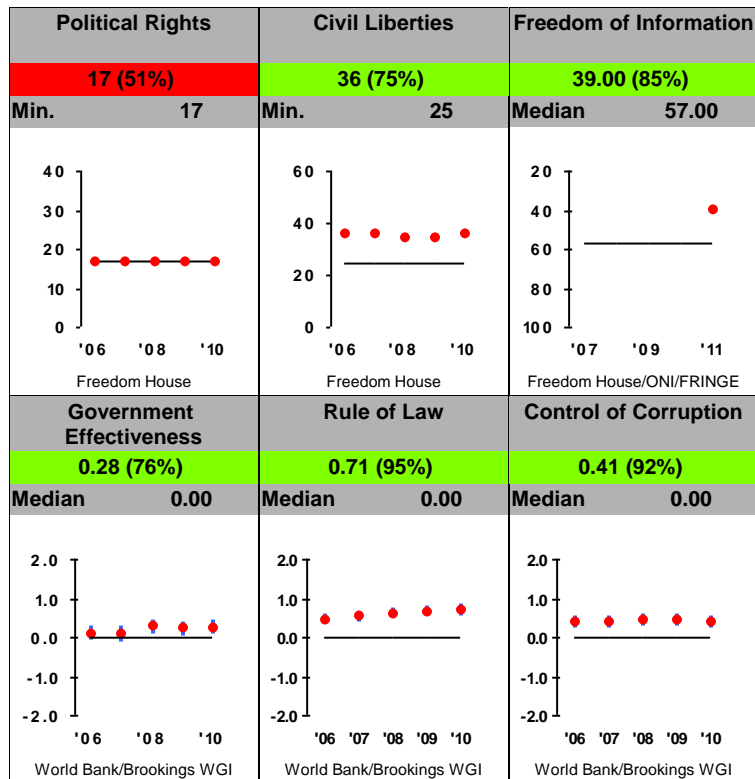 Political Rights
17 (51%)
Min. 17
40
30
20
10
0
'06 '08 '10
Freedom House
Civil Liberties
36 (75%)
Min. 25
60
40
20
0
'06 '08 '10
Freedom House
Freedom of Information
39.00 (85%)
Median 57.00
20
40
60
80
100
'07 '09 '11
Freedom House/ONI/FRINGE
Government
Effectiveness
0.28 (76%)
Median 0.00
2.0
1.0
0.0
-1.0
-2.0
'06 '08 '10
World Bank/Brookings WGI
Rule of Law
0.71 (95%)
Median 0.00
2.0
1.0
0.0
-1.0
-2.0
'06 '07 '08 '09 '10
World Bank/Brookings WGI
Control of Corruption
0.41 (92%)
Median 0.00
2.0
1.0
0.0
-1.0
-2.0
'06 '07 '08 '09 '10
World Bank/Brookings WGI